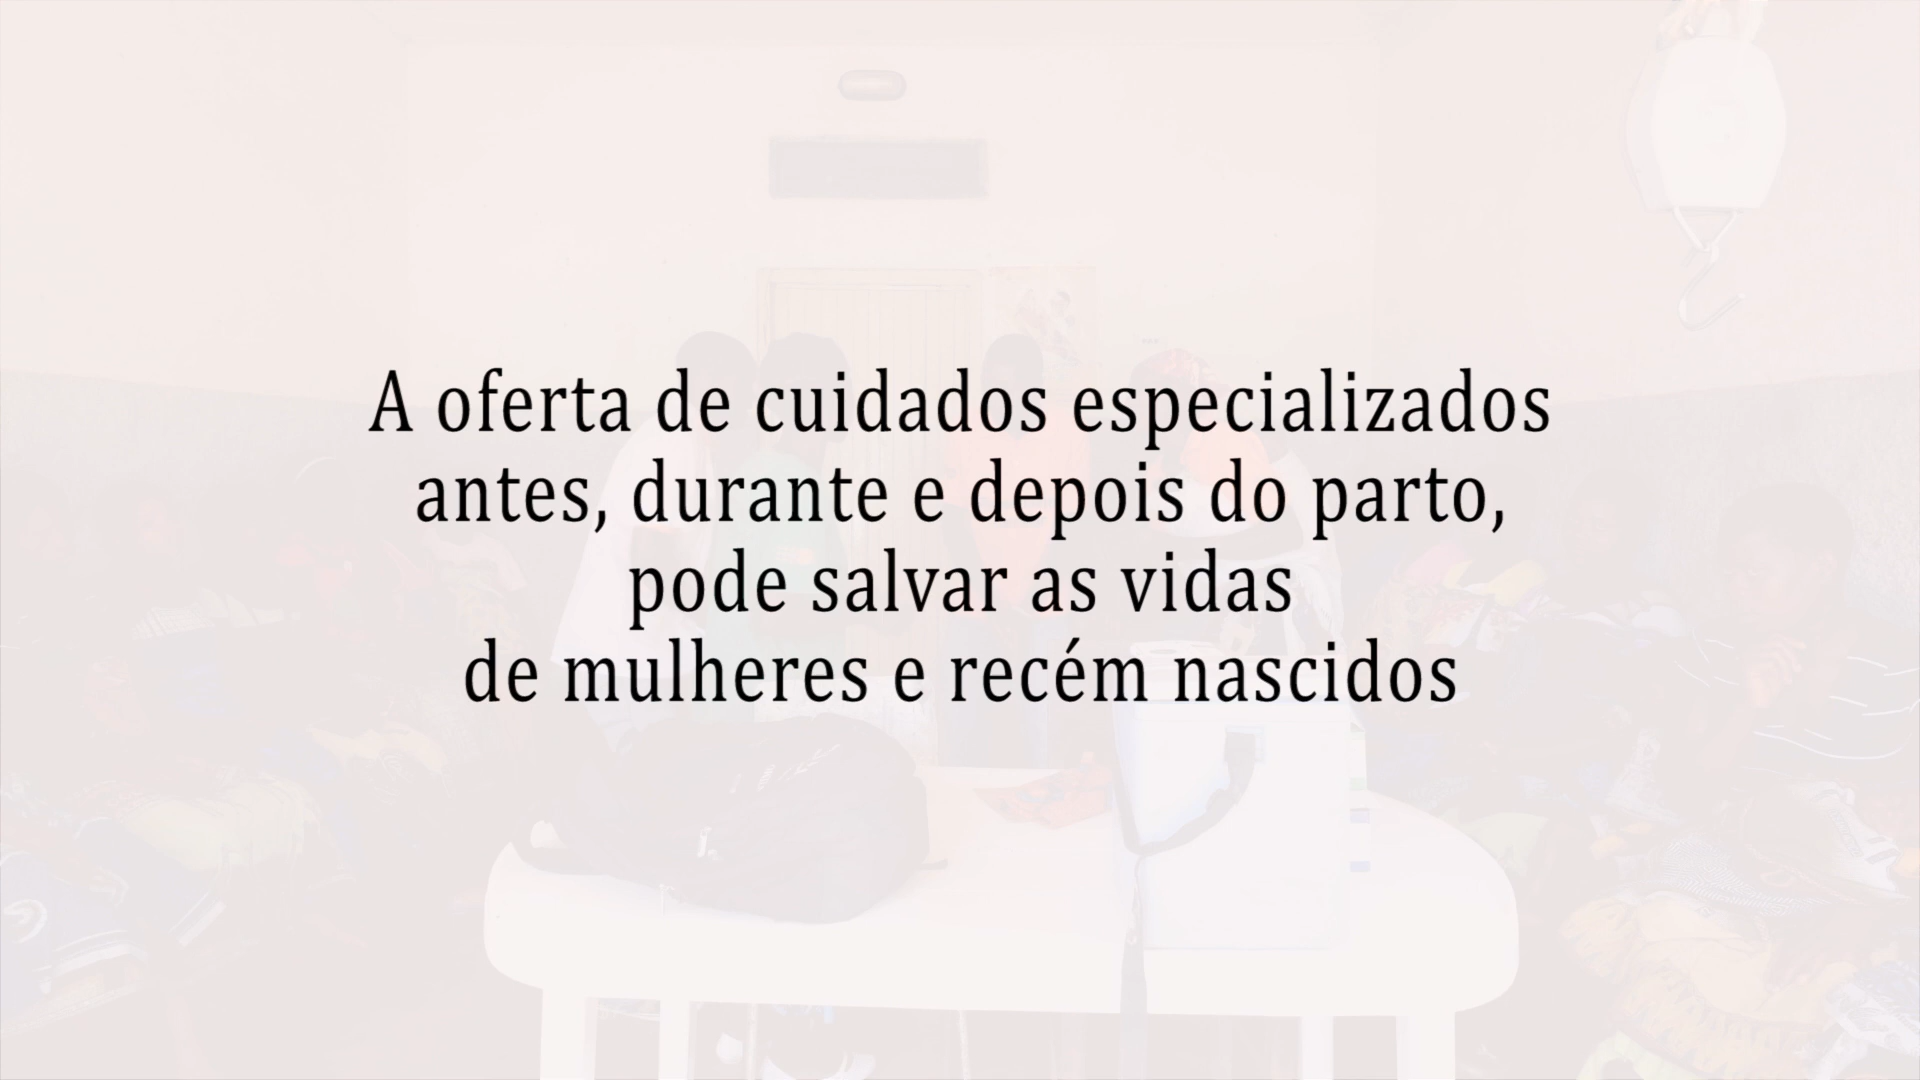 A oferta de cuidados especializados
antes, durante e depois do parto,
pode salvar as vidas
de mulheres e recém nascidos